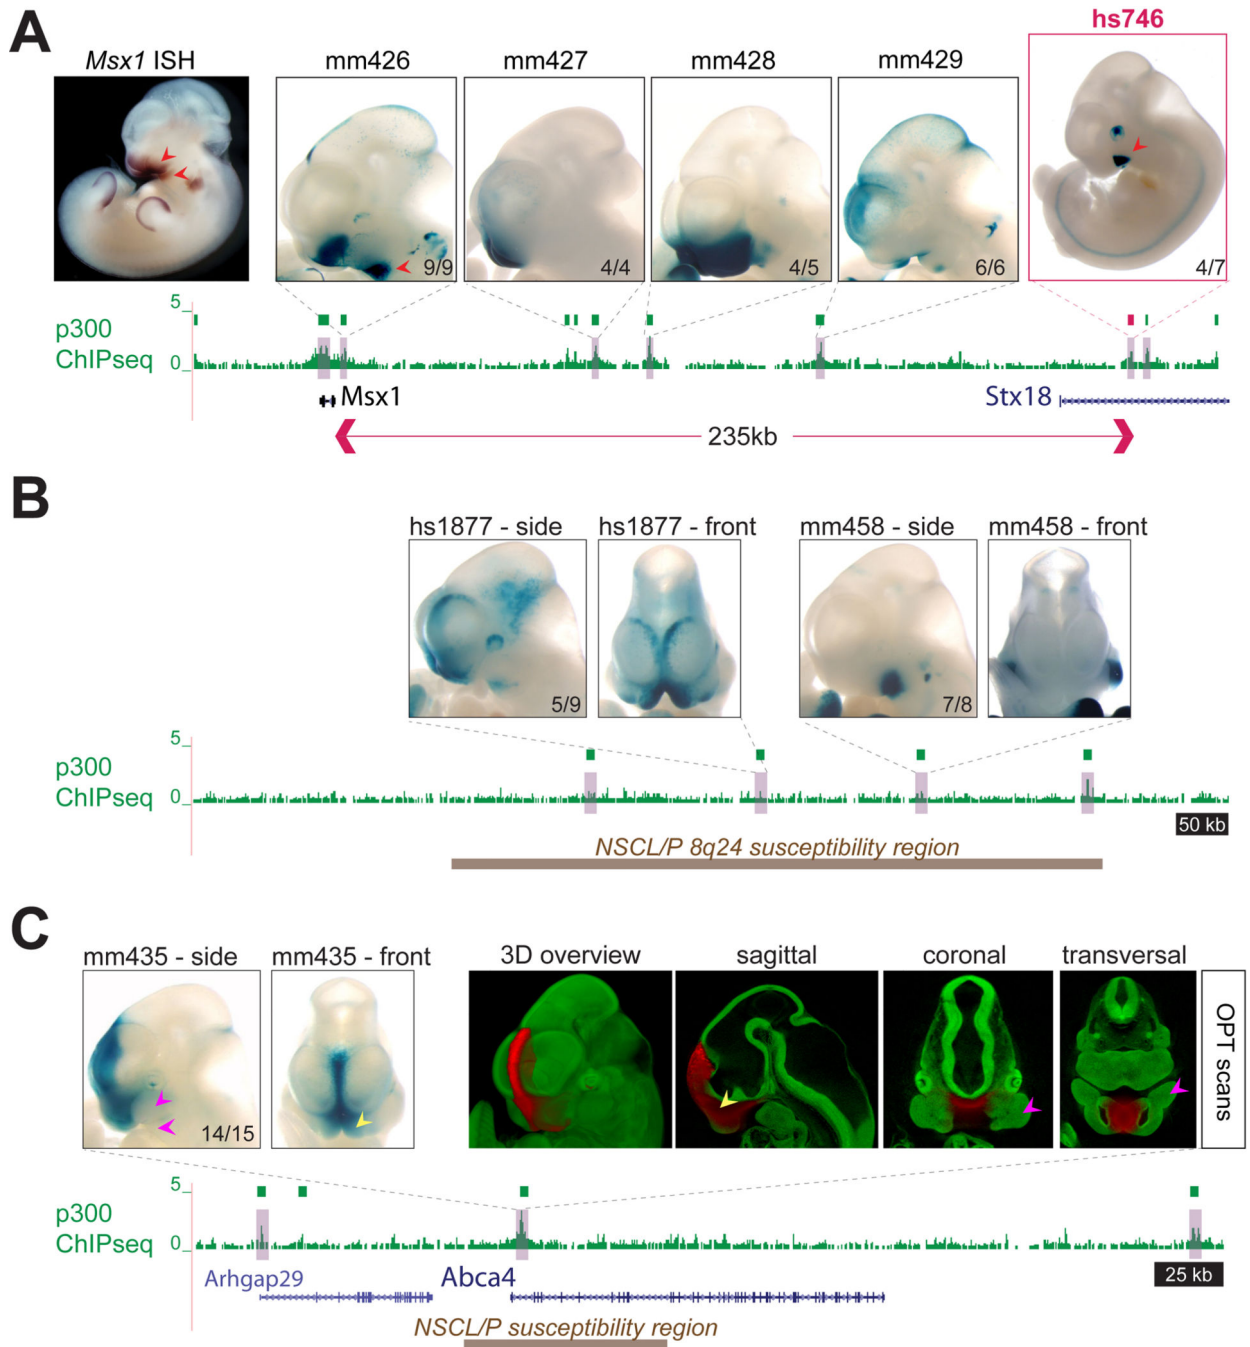 A
Msx1 ISH
mm426
mm427
mm428
mm429
hs746
9/9
4/4
4/5
6/6
4/7
5
p300
ChIPseq
0
Msx1
Stx18
235kb
B
hs1877 - side
hs1877 - front
mm458 - side
mm458 - front
5/9
7/8
5
p300
ChIPseq
0
50 kb
NSCL/P 8q24 susceptibility region
C
mm435 - side
mm435 - front
3D overview
sagittal
coronal
transversal
OPT scans
14/15
5
p300
ChIPseq
0
Arhgap29
Abca4
25 kb
NSCL/P susceptibility region